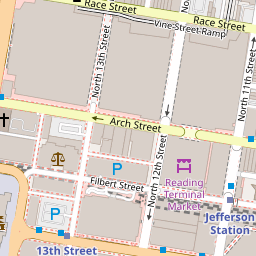 Race Street
Race Street
Vine Street Ramp
North 13th Street
North 11th Street
Arch Street
North 12th Street
P
Filbert Street
Reading
Terminal
Market
P
Jefferson
Station
13th Street